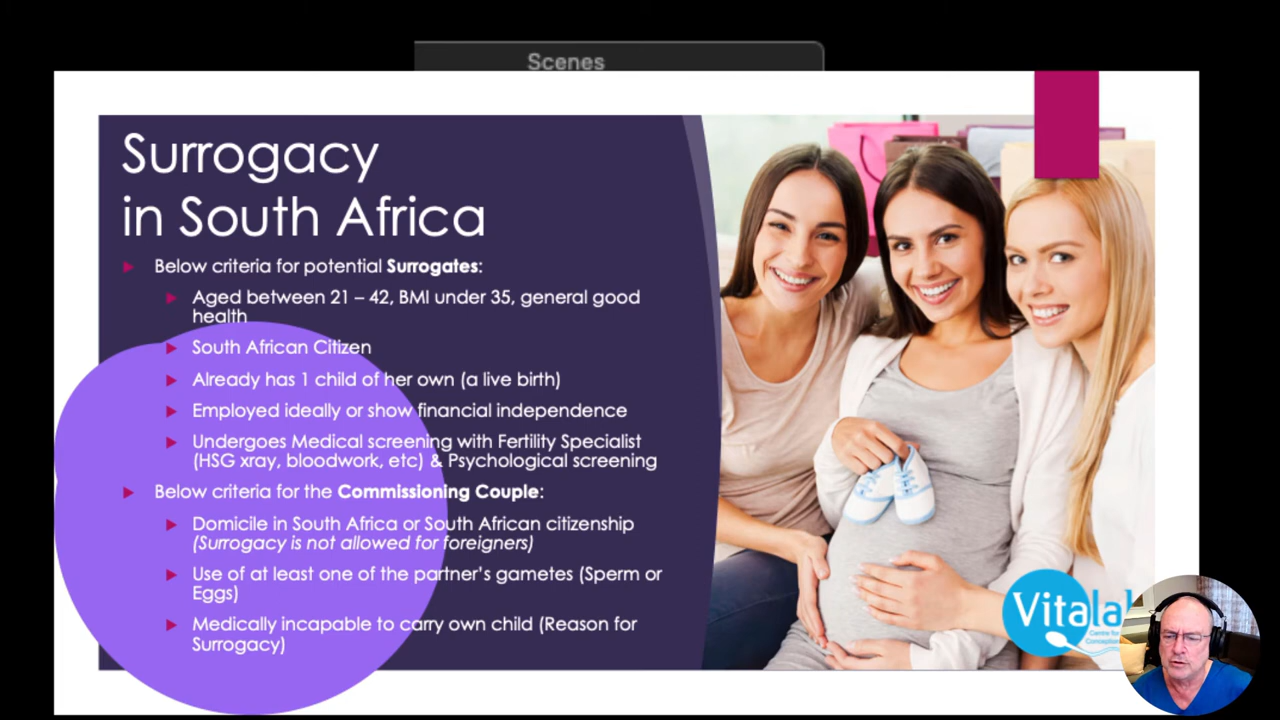 Scenes
Surrogacy
in South Africa
Below criteria for potential Surrogates:
Aged between 21 – 42, BMI under 35, general good
health
South African Citizen
Already has 1 child of her own (a live birth)
Employed ideally or show financial independence
Undergoes Medical screening with Fertility Specialist
(HSG xray, bloodwork, etc) & Psychological screening
Below criteria for the Commissioning Couple:
Domicile in South Africa or South African citizenship
(Surrogacy is not allowed for foreigners)
Use of at least one of the partner's gametes (Sperm or
Eggs)
Medically incapable to carry own child (Reason for
Surrogacy)
Vitala
Centre for
Conception